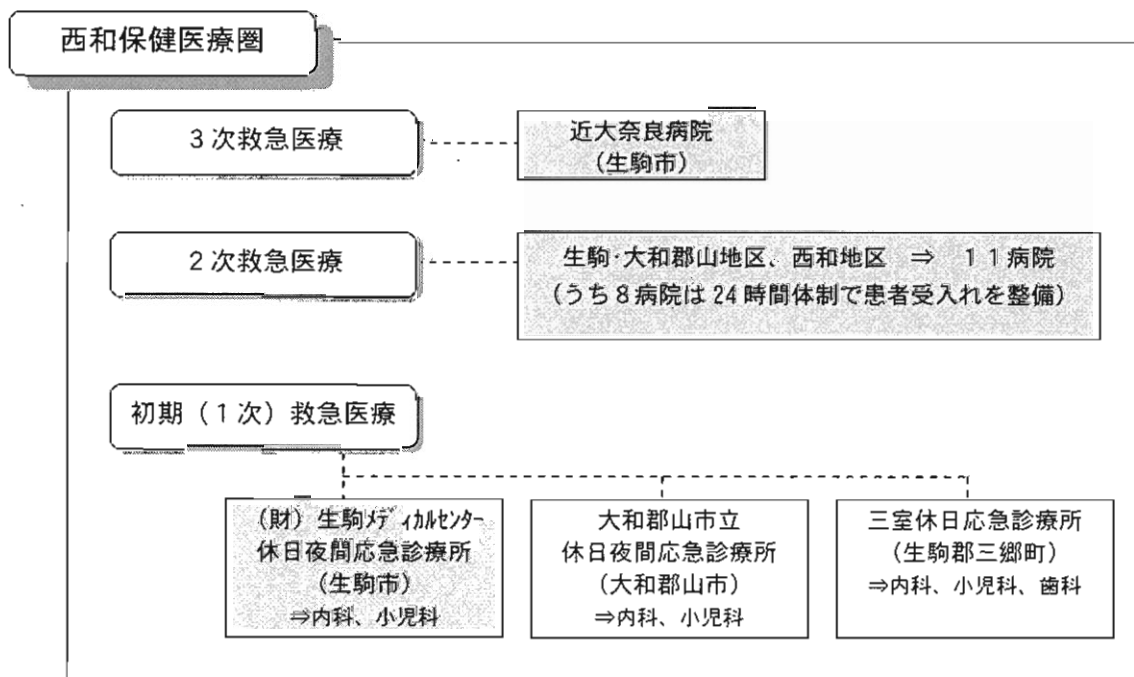 西和保健医療圏
3次救急医療
近大奈良病院
(生駒市)
2次救急医療
生駒・大和郡山地区、西和地区 ⇒ 11病院
(うち8病院は24時間体制で患者受入れを整備)
初期(1次)救急医療
(財)生駒ﾒﾃﾞｨｶﾙｾﾝﾀｰ
休日夜間応急診療所
(生駒市)
⇒内科、小児科
大和郡山市立
休日夜間応急診療所
(大和郡山市)
⇒内科、小児科
三室休日応急診療所
(生駒郡三郷町)
⇒内科、小児科、歯科